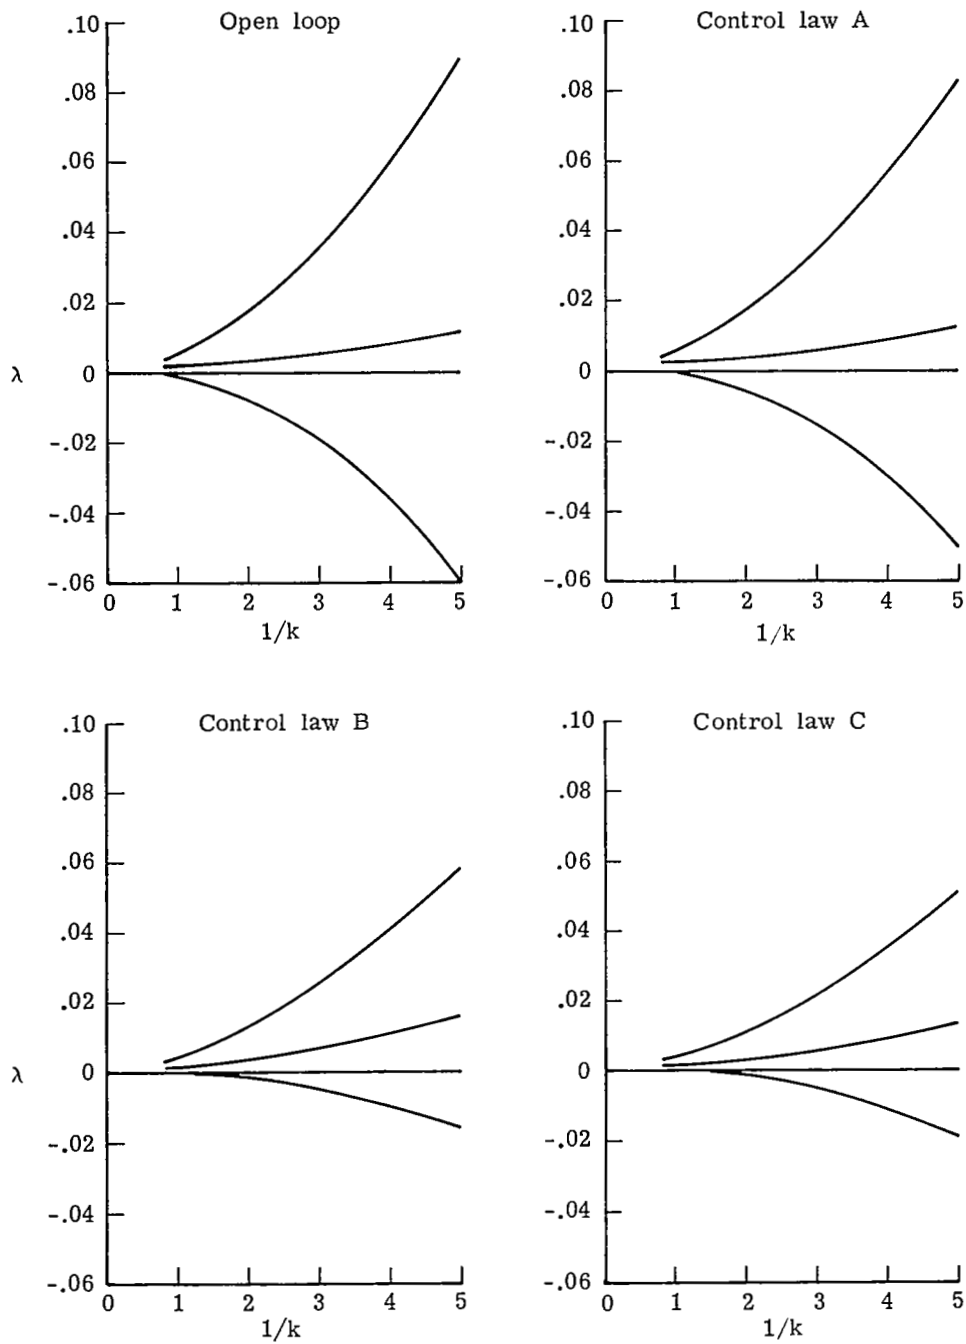 Open loop
.10
.08
.06
.04
.02
0
-.02
-.04
-.06
λ
0 1 2 3 4 5
1/k
Control law A
.10
.08
.06
.04
.02
0
-.02
-.04
-.06
0 1 2 3 4 5
1/k
Control law B
.10
.08
.06
.04
.02
0
-.02
-.04
-.06
λ
0 1 2 3 4 5
1/k
Control law C
.10
.08
.06
.04
.02
0
-.02
-.04
-.06
0 1 2 3 4 5
1/k